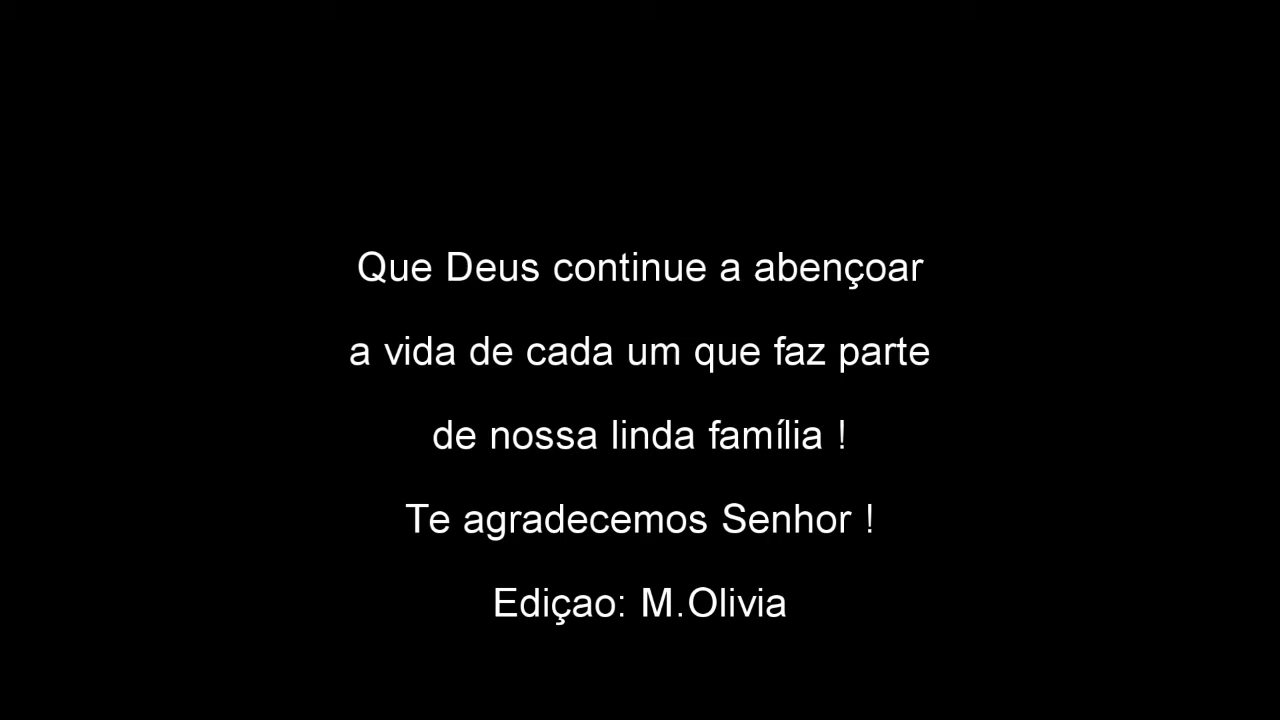 Que Deus continue a abençoar
a vida de cada um que faz parte
de nossa linda família !
Te agradecemos Senhor !
Ediçao: M.Olivia